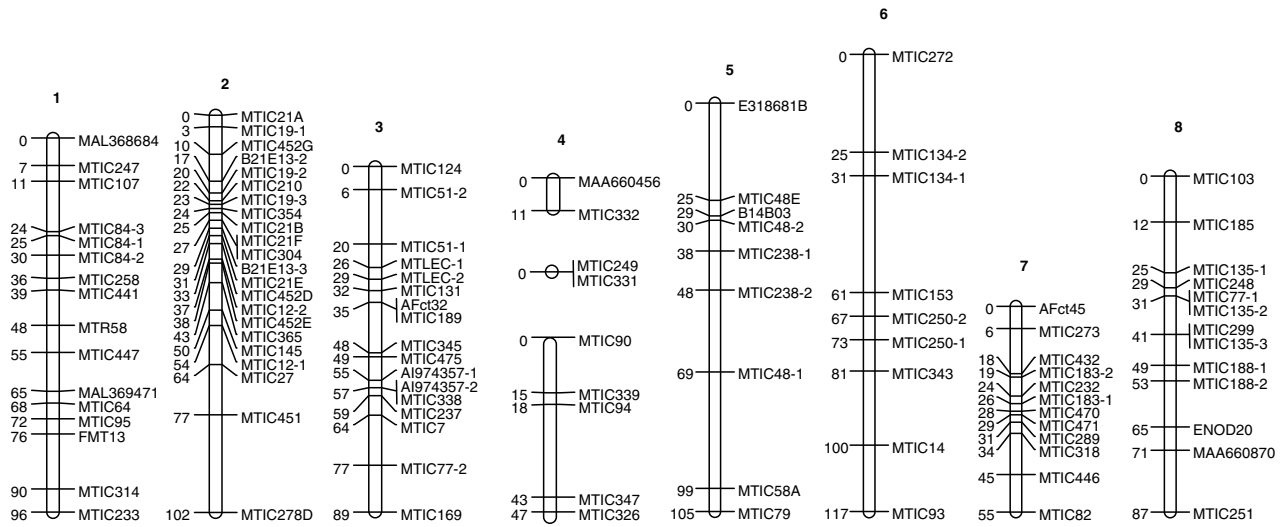 1
0 MAL368684
7 MTIC247
11 MTIC107
24 MTIC84-3
25 MTIC84-1
30 MTIC84-2
36 MTIC258
39 MTIC441
48 MTR58
55 MTIC447
65 MAL369471
68 MTIC64
72 MTIC95
76 FMT13
90 MTIC314
96 MTIC233
2
0 MTIC21A
3 MTIC19-1
10 MTIC452G
17 B21E13-2
20 MTIC19-2
22 MTIC210
23 MTIC19-3
24 MTIC354
25 MTIC21B
27 MTIC21F
MTIC304
29 B21E13-3
31 MTIC21E
33 MTIC452D
37 MTIC12-2
38 MTIC452E
43 MTIC365
50 MTIC145
54 MTIC12-1
64 MTIC27
77 MTIC451
102 MTIC278D
3
0 MTIC124
6 MTIC51-2
20 MTIC51-1
26 MTLEC-1
29 MTLEC-2
32 MTIC131
35 AFct32
MTIC189
48 MTIC345
49 MTIC475
55 AI974357-1
57 AI974357-2
MTIC338
59 MTIC237
64 MTIC7
77 MTIC77-2
89 MTIC169
4
0 MAA660456
11 MTIC332
0 MTIC249
MTIC331
0 MTIC90
15 MTIC339
18 MTIC94
43 MTIC347
47 MTIC326
5
0 E318681B
25 MTIC48E
29 B14B03
30 MTIC48-2
38 MTIC238-1
48 MTIC238-2
69 MTIC48-1
99 MTIC58A
105 MTIC79
6
0 MTIC272
25 MTIC134-2
31 MTIC134-1
61 MTIC153
67 MTIC250-2
73 MTIC250-1
81 MTIC343
100 MTIC14
117 MTIC93
7
0 AFct45
6 MTIC273
18 MTIC432
19 MTIC183-2
24 MTIC232
26 MTIC183-1
28 MTIC470
29 MTIC471
31 MTIC289
34 MTIC318
45 MTIC446
55 MTIC82
8
0 MTIC103
12 MTIC185
25 MTIC135-1
29 MTIC248
31 MTIC77-1
MTIC135-2
41 MTIC299
MTIC135-3
49 MTIC188-1
53 MTIC188-2
65 ENOD20
71 MAA660870
87 MTIC251